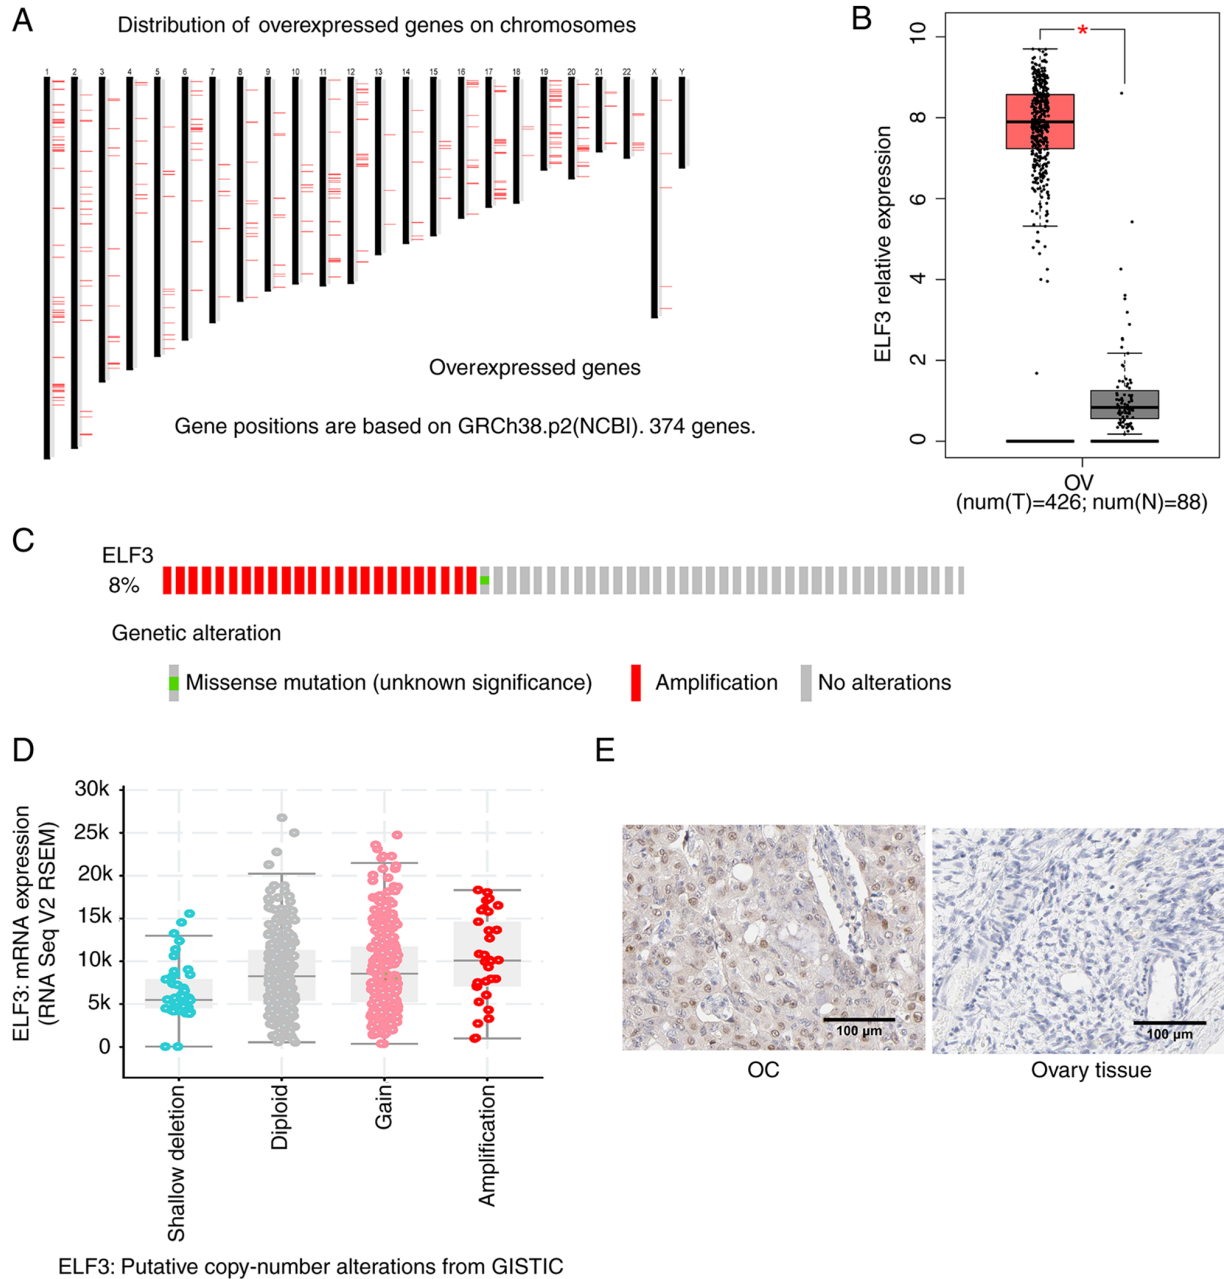 A
Distribution of overexpressed genes on chromosomes
1 2 3 4 5 6 7 8 9 10 11 12 13 14 15 16 17 18 19 20 21 22 X Y
Overexpressed genes
Gene positions are based on GRCh38.p2(NCBI). 374 genes.
B
ELF3 relative expression
10
8
6
4
2
0
*
OV
(num(T)=426; num(N)=88)
C
ELF3
8%
Genetic alteration
Missense mutation (unknown significance)
Amplification
No alterations
D
ELF3: mRNA expression
(RNA Seq V2 RSEM)
30k
25k
20k
15k
10k
5k
0
Shallow deletion
Diploid
Gain
Amplification
ELF3: Putative copy-number alterations from GISTIC
E
100 µm
100 µm
OC
Ovary tissue